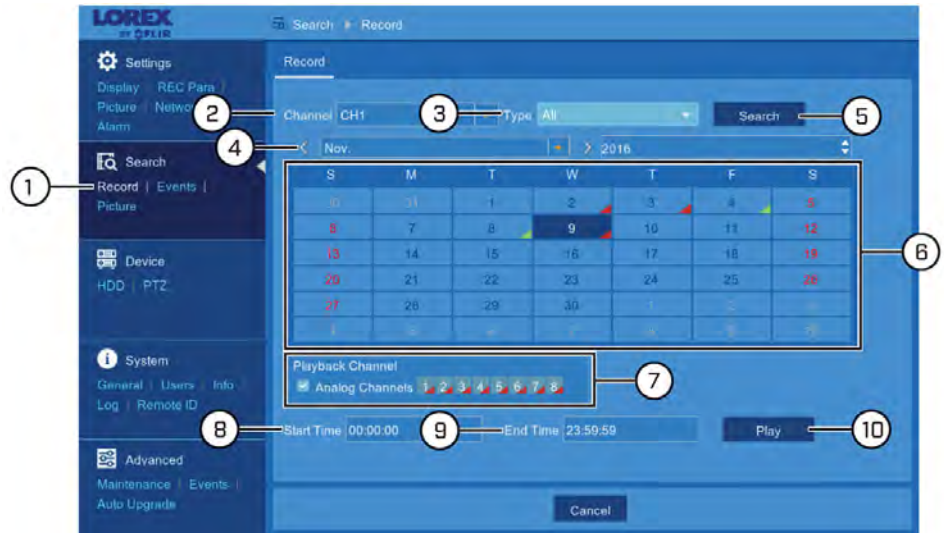 LOREX
BY FLIR
Search Record
Settings
Display | REC Para |
Picture | Netwo
Alarm
Search
Record | Events |
Picture
Device
HDD | PTZ
System
General | Users | Info
Log | Remote ID
Advanced
Maintenance | Events |
Auto Upgrade
Record
Channel CH1
Type All
Search
< Nov. > 2016
S M T W T F S
30 31 1 2 3 4 5
6 7 8 9 10 11 12
13 14 15 16 17 18 19
20 21 22 23 24 25 26
27 28 29 30 1 2
Playback Channel
Analog Channels 1 2 3 4 5 6 7 8
Start Time 00:00:00
End Time 23:59:59
Play
Cancel
1
2
3
4
5
6
7
8
9
10